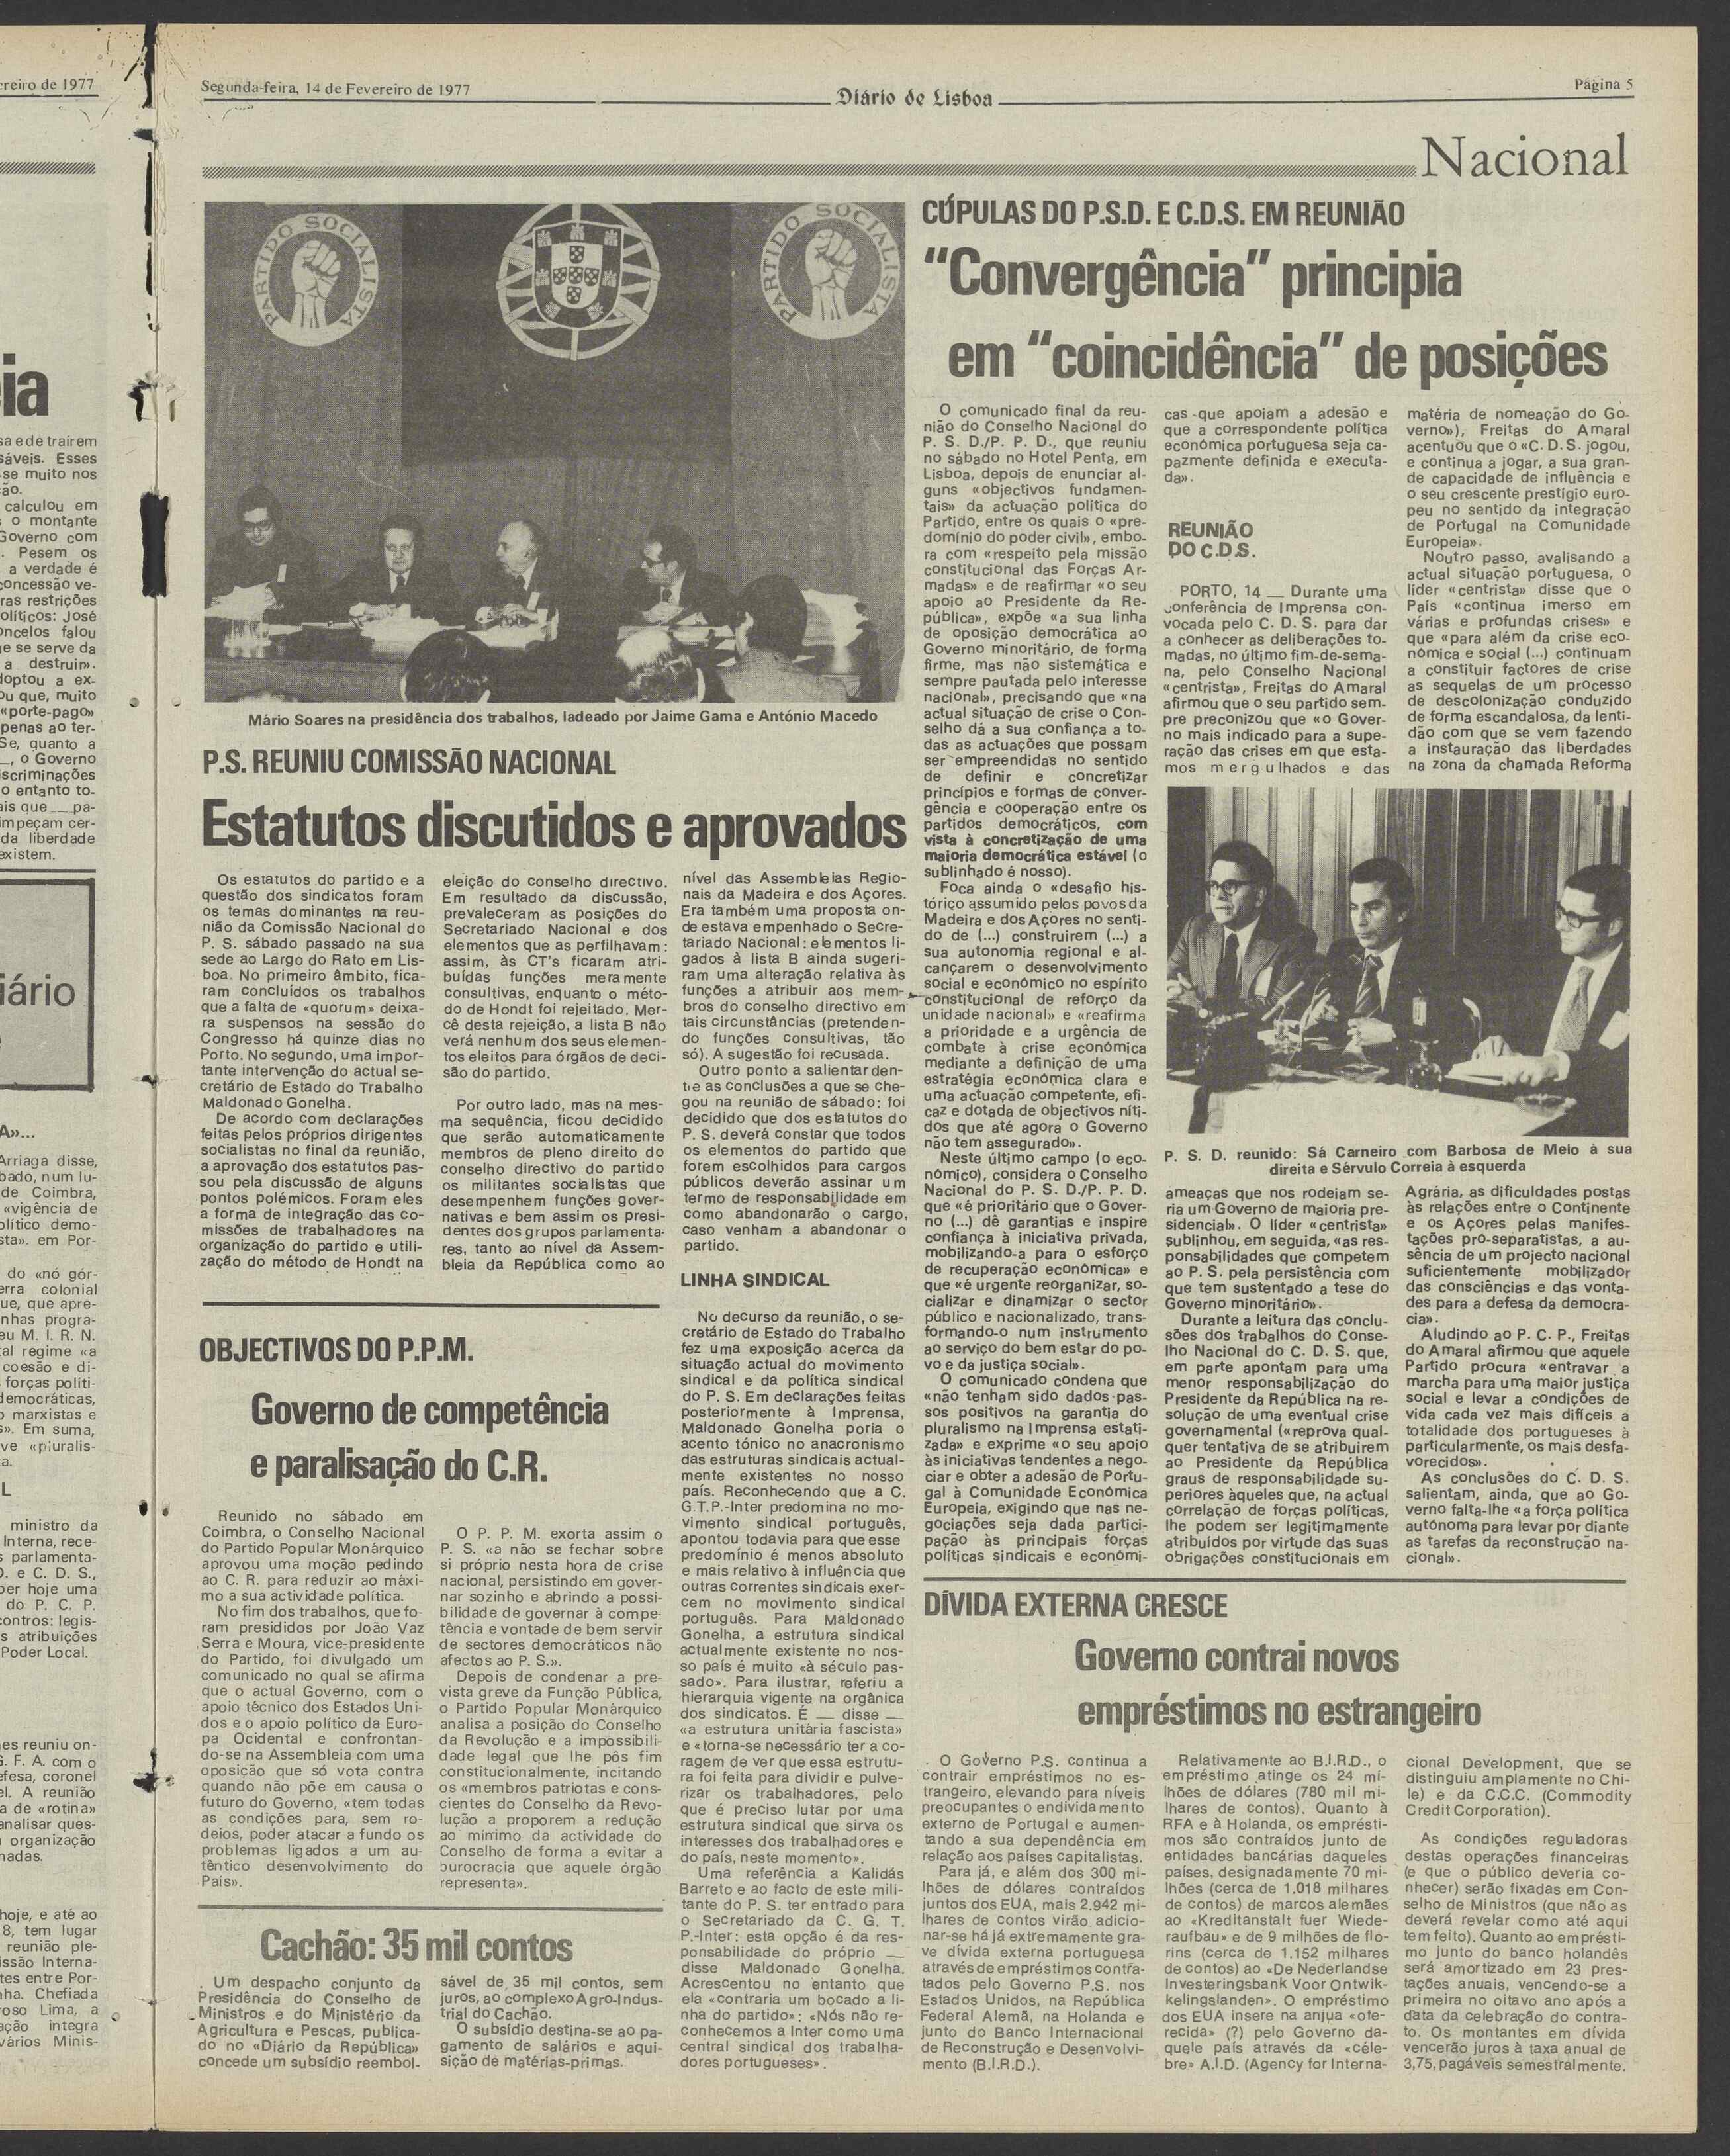 ereiro de 1977
Segunda-feira, 14 de Fevereiro de 1977
Diário de Lisboa
Página 5
Nacional
PARTIDO SOCIALISTA
PARTIDO SOCIALISTA
Mário Soares na presidência dos trabalhos, ladeado por Jaime Gama e António Macedo
P.S. REUNIU COMISSÃO NACIONAL
Estatutos discutidos e aprovados
Os estatutos do partido e a
questão dos sindicatos foram
os temas dominantes na reu-
nião da Comissão Nacional do
P. S. sábado passado na sua
sede ao Largo do Rato em Lis-
boa. No primeiro âmbito, fica-
ram concluídos os trabalhos
que a falta de «quorum» deixa-
ra suspensos na sessão do
Congresso há quinze dias no
Porto. No segundo, uma impor-
tante intervenção do actual se-
cretário de Estado do Trabalho
Maldonado Gonelha.
De acordo com declarações
feitas pelos próprios dirigentes
socialistas no final da reunião,
a aprovação dos estatutos pas-
sou pela discussão de alguns
pontos polémicos. Foram eles
a forma de integração das co-
missões de trabalhadores na
organização do partido e utili-
zação do método de Hondt na
eleição do conselho directivo.
Em resultado da discussão,
prevaleceram as posições do
Secretariado Nacional e dos
elementos que as perfilhavam:
assim, às CT's ficaram atri-
buídas funções meramente
consultivas, enquanto o méto-
do de Hondt foi rejeitado. Mer-
cê desta rejeição, a lista B não
verá nenhum dos seus elemen-
tos eleitos para órgãos de deci-
são do partido.
Por outro lado, mas na mes-
ma sequência, ficou decidido
que serão automaticamente
membros de pleno direito do
conselho directivo do partido
os militantes socialistas que
desempenhem funções gover-
nativas e bem assim os presi-
dentes dos grupos parlamenta-
res, tanto ao nível da Assem-
bleia da República como ao
nível das Assembleias Regio-
nais da Madeira e dos Açores.
Era também uma proposta on-
de estava empenhado o Secre-
tariado Nacional: elementos li-
gados à lista B ainda sugeri-
ram uma alteração relativa às
funções a atribuir aos mem-
bros do conselho directivo em
tais circunstâncias (pretenden-
do funções consultivas, tão
só). A sugestão foi recusada.
Outro ponto a salientar den-
tre as conclusões a que se che-
gou na reunião de sábado: foi
decidido que dos estatutos do
P. S. deverá constar que todos
os elementos do partido que
forem escolhidos para cargos
públicos deverão assinar um
termo de responsabilidade em
como abandonarão o cargo,
caso venham a abandonar o
partido.
LINHA SINDICAL
No decurso da reunião, o se-
cretário de Estado do Trabalho
fez uma exposição acerca da
situação actual do movimento
sindical e da política sindical
do P. S. Em declarações feitas
posteriormente à Imprensa,
Maldonado Gonelha poria o
acento tónico no anacronismo
das estruturas sindicais actual-
mente existentes no nosso
país. Reconhecendo que a C.
G.T.P.-Inter predomina no mo-
vimento sindical português,
apontou todavia para que esse
predomínio é menos absoluto
e mais relativo à influência que
outras correntes sindicais exer-
cem no movimento sindical
português. Para Maldonado
Gonelha, a estrutura sindical
actualmente existente no nos-
so país é muito «à século pas-
sado». Para ilustrar, referiu a
hierarquia vigente na orgânica
dos sindicatos. É — disse —
«a estrutura unitária fascista»
e «torna-se necessário ter a co-
ragem de ver que essa estrutu-
ra foi feita para dividir e pulve-
rizar os trabalhadores, pelo
que é preciso lutar por uma
estrutura sindical que sirva os
interesses dos trabalhadores e
do país, neste momento».
Uma referência a Kalidás
Barreto e ao facto de este mili-
tante do P. S. ter entrado para
o Secretariado da C. G. T.
P.-Inter: esta opção é da res-
ponsabilidade do próprio —
disse Maldonado Gonelha.
Acrescentou no entanto que
ela «contraria um bocado a li-
nha do partido»: «Nós não re-
conhecemos a Inter como uma
central sindical dos trabalha-
dores portugueses».
OBJECTIVOS DO P.P.M.
Governo de competência
e paralisação do C.R.
Reunido no sábado em
Coimbra, o Conselho Nacional
do Partido Popular Monárquico
aprovou uma moção pedindo
ao C. R. para reduzir ao máxi-
mo a sua actividade política.
No fim dos trabalhos, que fo-
ram presididos por João Vaz
Serra e Moura, vice-presidente
do Partido, foi divulgado um
comunicado no qual se afirma
que o actual Governo, com o
apoio técnico dos Estados Uni-
dos e o apoio político da Euro-
pa Ocidental e confrontan-
do-se na Assembleia com uma
oposição que só vota contra
quando não põe em causa o
futuro do Governo, «tem todas
as condições para, sem ro-
deios, poder atacar a fundo os
problemas ligados a um au-
têntico desenvolvimento do
País».
O P. P. M. exorta assim o
P. S. «a não se fechar sobre
si próprio nesta hora de crise
nacional, persistindo em gover-
nar sozinho e abrindo a possi-
bilidade de governar à compe-
tência e vontade de bem servir
de sectores democráticos não
afectos ao P. S.».
Depois de condenar a pre-
vista greve da Função Pública,
o Partido Popular Monárquico
analisa a posição do Conselho
da Revolução e a impossibili-
dade legal que lhe pôs fim
constitucionalmente, incitando
os «membros patriotas e cons-
cientes do Conselho da Revo-
lução a proporem a redução
ao mírimo da actividade do
Conselho de forma a evitar a
burocracia que aquele órgão
representa».
Cachão: 35 mil contos
Um despacho conjunto da
Presidência do Conselho de
Ministros e do Ministério da
Agricultura e Pescas, publica-
do no «Diário da República»
concede um subsídio reembol-
sável de 35 mil contos, sem
juros, ao complexo Agro-Indus-
trial do Cachão.
O subsídio destina-se ao pa-
gamento de salários e aqui-
sição de matérias-primas.
CÚPULAS DO P.S.D. E C.D.S. EM REUNIÃO
"Convergência" principia
em "coincidência" de posições
O comunicado final da reu-
nião do Conselho Nacional do
P. S. D./P. P. D., que reuniu
no sábado no Hotel Penta, em
Lisboa, depois de enunciar al-
guns «objectivos fundamen-
tais» da actuação política do
Partido, entre os quais o «pre-
domínio do poder civil», embo-
ra com «respeito pela missão
constitucional das Forças Ar-
madas» e de reafirmar «o seu
apoio ao Presidente da Re-
pública», expõe «a sua linha
de oposição democrática ao
Governo minoritário, de forma
firme, mas não sistemática e
sempre pautada pelo interesse
nacional», precisando que «na
actual situação de crise o Con-
selho dá a sua confiança a to-
das as actuações que possam
ser empreendidas no sentido
de definir e concretizar
princípios e formas de conver-
gência e cooperação entre os
partidos democráticos, com
vista à concretização de uma
maioria democrática estável (o
sublinhado é nosso).
Foca ainda o «desafio his-
tórico assumido pelos povos da
Madeira e dos Açores no senti-
do de (...) construirem (...) a
sua autonomia regional e al-
cançarem o desenvolvimento
social e económico no espírito
constitucional de reforço da
unidade nacional» e «reafirma
a prioridade e a urgência de
combate à crise económica
mediante a definição de uma
estratégia económica clara e
uma actuação competente, efi-
caz e dotada de objectivos níti-
dos que até agora o Governo
não tem assegurado».
Neste último campo (o eco-
nómico), considera o Conselho
Nacional do P. S. D./P. P. D.
que «é prioritário que o Gover-
no (...) dê garantias e inspire
confiança à iniciativa privada,
mobilizando-a para o esforço
de recuperação económica» e
que «é urgente reorganizar, so-
cializar e dinamizar o sector
público e nacionalizado, trans-
formando-o num instrumento
ao serviço do bem estar do po-
vo e da justiça social».
O comunicado condena que
«não tenham sido dados pas-
sos positivos na garantia do
pluralismo na Imprensa estati-
zada» e exprime «o seu apoio
às iniciativas tendentes a nego-
ciar e obter a adesão de Portu-
gal à Comunidade Económica
Europeia, exigindo que nas ne-
gociações seja dada partici-
pação às principais forças
políticas sindicais e económi-
cas que apoiam a adesão e
que a correspondente política
económica portuguesa seja ca-
pazmente definida e executa-
da».
REUNIÃO
DO C.D.S.
PORTO, 14 — Durante uma
conferência de Imprensa con-
vocada pelo C. D. S. para dar
a conhecer as deliberações to-
madas, no último fim-de-sema-
na, pelo Conselho Nacional
«centrista», Freitas do Amaral
afirmou que o seu partido sem-
pre preconizou que «o Gover-
no mais indicado para a supe-
ração das crises em que esta-
mos mergulhados e das
matéria de nomeação do Go-
verno»), Freitas do Amaral
acentuou que o «C. D. S. jogou,
e continua a jogar, a sua gran-
de capacidade de influência e
o seu crescente prestígio euro-
peu no sentido da integração
de Portugal na Comunidade
Europeia».
Noutro passo, avalisando a
actual situação portuguesa, o
líder «centrista» disse que o
País «continua imerso em
várias e profundas crises» e
que «para além da crise eco-
nómica e social (...) continuam
a constituir factores de crise
as sequelas de um processo
de descolonização conduzido
de forma escandalosa, da lenti-
dão com que se vem fazendo
a instauração das liberdades
na zona da chamada Reforma
P. S. D. reunido: Sá Carneiro com Barbosa de Melo à sua
direita e Sérvulo Correia à esquerda
ameaças que nos rodeiam se-
ria um Governo de maioria pre-
sidencial». O líder «centrista»
sublinhou, em seguida, «as res-
ponsabilidades que competem
ao P. S. pela persistência com
que tem sustentado a tese do
Governo minoritário».
Durante a leitura das conclu-
sões dos trabalhos do Conse-
lho Nacional do C. D. S. que,
em parte apontam para uma
menor responsabilização do
Presidente da República na re-
solução de uma eventual crise
governamental («reprova qual-
quer tentativa de se atribuirem
ao Presidente da República
graus de responsabilidade su-
periores àqueles que, na actual
correlação de forças políticas,
lhe podem ser legitimamente
atribuídos por virtude das suas
obrigações constitucionais em
Agrária, as dificuldades postas
às relações entre o Continente
e os Açores pelas manifes-
tações pró-separatistas, a au-
sência de um projecto nacional
suficientemente mobilizador
das consciências e das vonta-
des para a defesa da democra-
cia».
Aludindo ao P. C. P., Freitas
do Amaral afirmou que aquele
Partido procura «entravar a
marcha para uma maior justiça
social e levar a condições de
vida cada vez mais difíceis a
totalidade dos portugueses à
particularmente, os mais desfa-
vorecidos».
As conclusões do C. D. S.
salientam, ainda, que ao Go-
verno falta-lhe «a força política
autónoma para levar por diante
as tarefas da reconstrução na-
cional».
DÍVIDA EXTERNA CRESCE
Governo contrai novos
empréstimos no estrangeiro
O Governo P.S. continua a
contrair empréstimos no es-
trangeiro, elevando para níveis
preocupantes o endividamento
externo de Portugal e aumen-
tando a sua dependência em
relação aos países capitalistas.
Para já, e além dos 300 mi-
lhões de dólares contraídos
juntos dos EUA, mais 2.942 mi-
lhares de contos virão adicio-
nar-se há já extremamente gra-
ve dívida externa portuguesa
através de empréstimos contra-
tados pelo Governo P.S. nos
Estados Unidos, na República
Federal Alemã, na Holanda e
junto do Banco Internacional
de Reconstrução e Desenvolvi-
mento (B.I.R.D.).
Relativamente ao B.I.R.D., o
empréstimo atinge os 24 mi-
lhões de dólares (780 mil mi-
lhares de contos). Quanto à
RFA e à Holanda, os emprésti-
mos são contraídos junto de
entidades bancárias daqueles
países, designadamente 70 mi-
lhões (cerca de 1.018 milhares
de contos) de marcos alemães
ao «Kreditanstalt fuer Wiede-
raufbau» e de 9 milhões de flo-
rins (cerca de 1.152 milhares
de contos) ao «De Nederlandse
Investeringsbank Voor Ontwik-
kelingslanden». O empréstimo
dos EUA insere na anjua «ofe-
recida» (?) pelo Governo da-
quele país através da «céle-
bre» A.I.D. (Agency for Interna-
cional Development, que se
distinguiu amplamente no Chi-
le) e da C.C.C. (Commodity
Credit Corporation).
As condições reguladoras
destas operações financeiras
(e que o público deveria co-
nhecer) serão fixadas em Con-
selho de Ministros (que não as
deverá revelar como até aqui
tem feito). Quanto ao emprésti-
mo junto do banco holandês
será amortizado em 23 pres-
tações anuais, vencendo-se a
primeira no oitavo ano após a
data da celebração do contra-
to. Os montantes em dívida
vencerão juros à taxa anual de
3,75, pagáveis semestralmente.